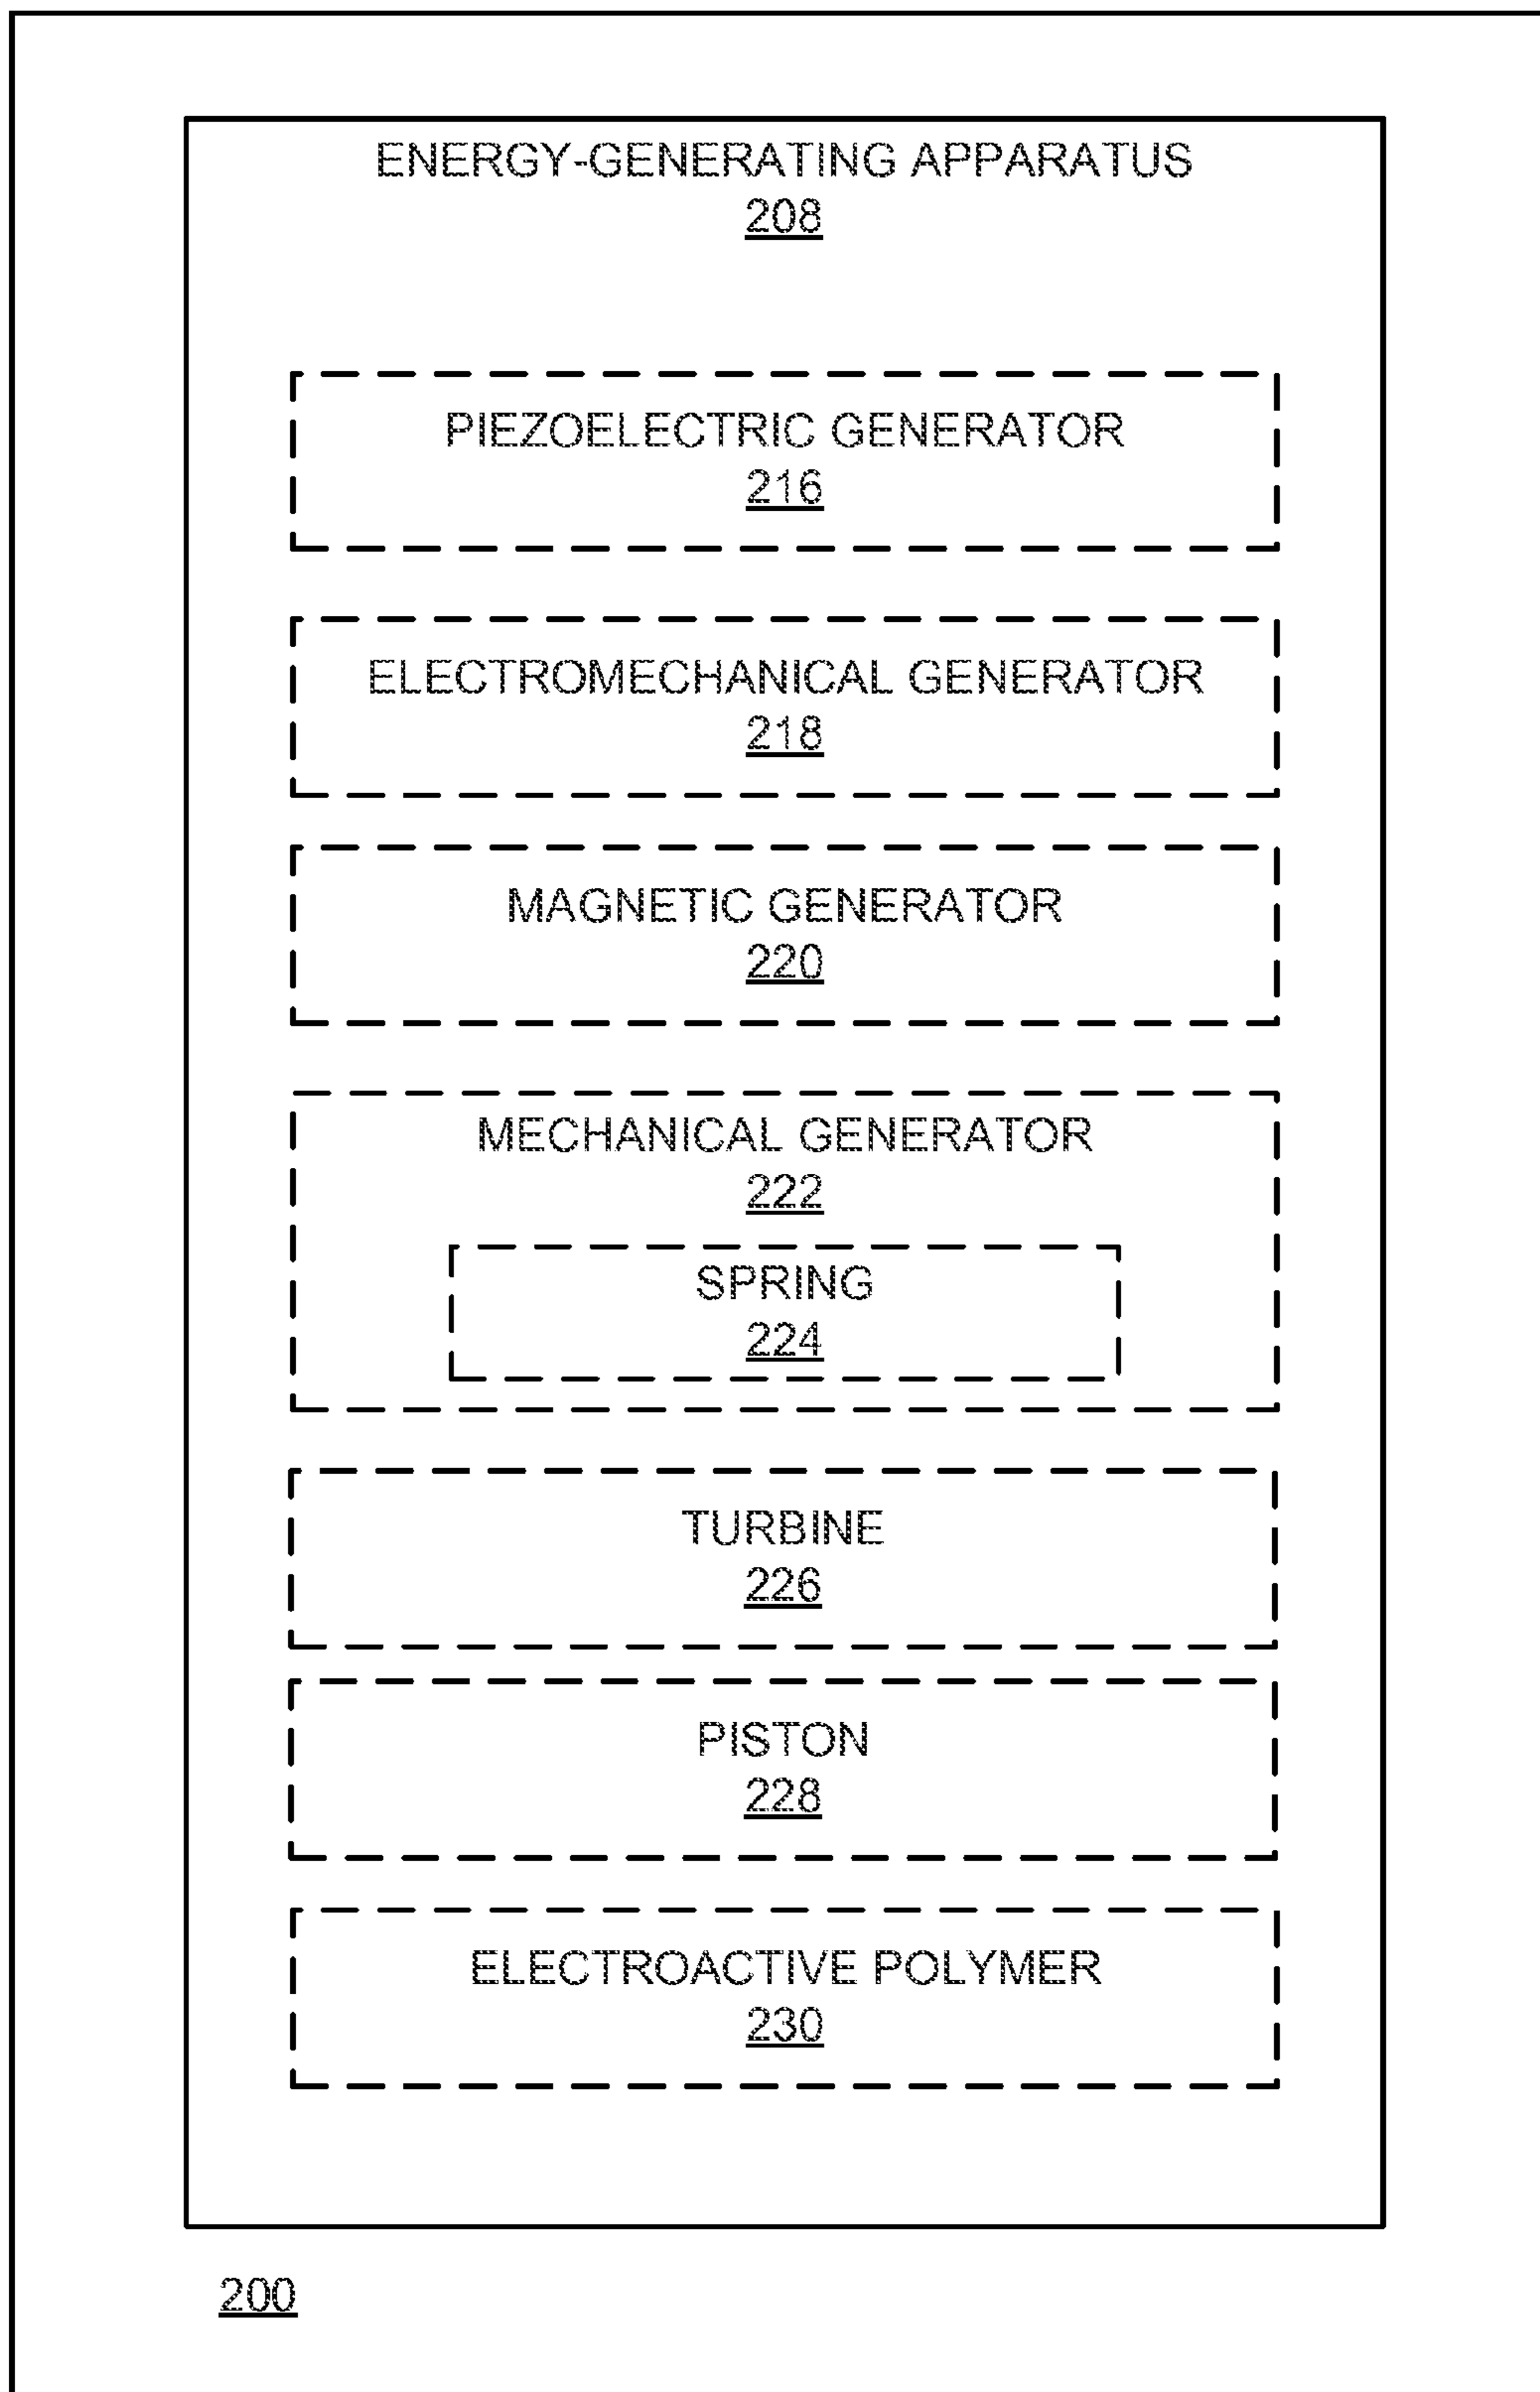 ENERGY-GENERATING APPARATUS
208
PIEZOELECTRIC GENERATOR
216
ELECTROMECHANICAL GENERATOR
218
MAGNETIC GENERATOR
220
MECHANICAL GENERATOR
222
SPRING
224
TURBINE
226
PISTON
228
ELECTROACTIVE POLYMER
230
200